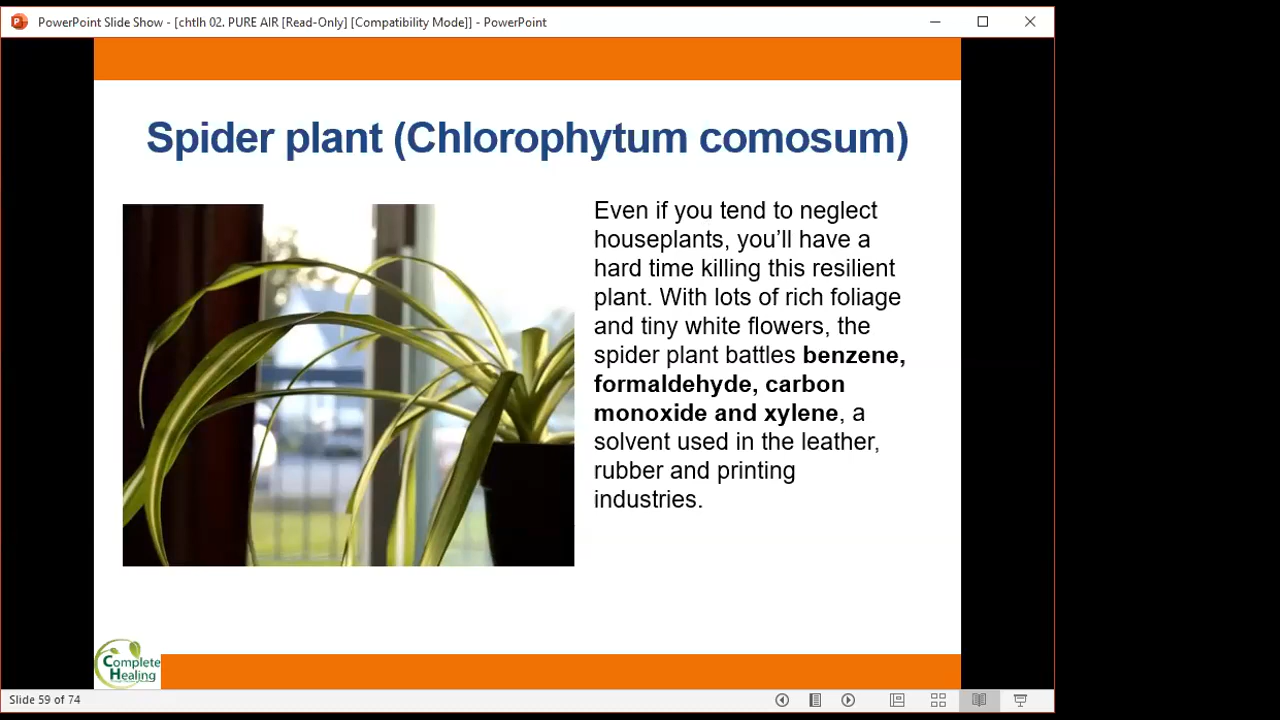 PowerPoint Slide Show - [chtlh 02. PURE AIR [Read-Only] [Compatibility Mode]] - PowerPoint
Spider plant (Chlorophytum comosum)
Even if you tend to neglect
houseplants, you’ll have a
hard time killing this resilient
plant. With lots of rich foliage
and tiny white flowers, the
spider plant battles benzene,
formaldehyde, carbon
monoxide and xylene, a
solvent used in the leather,
rubber and printing
industries.
Complete
Healing
Slide 59 of 74